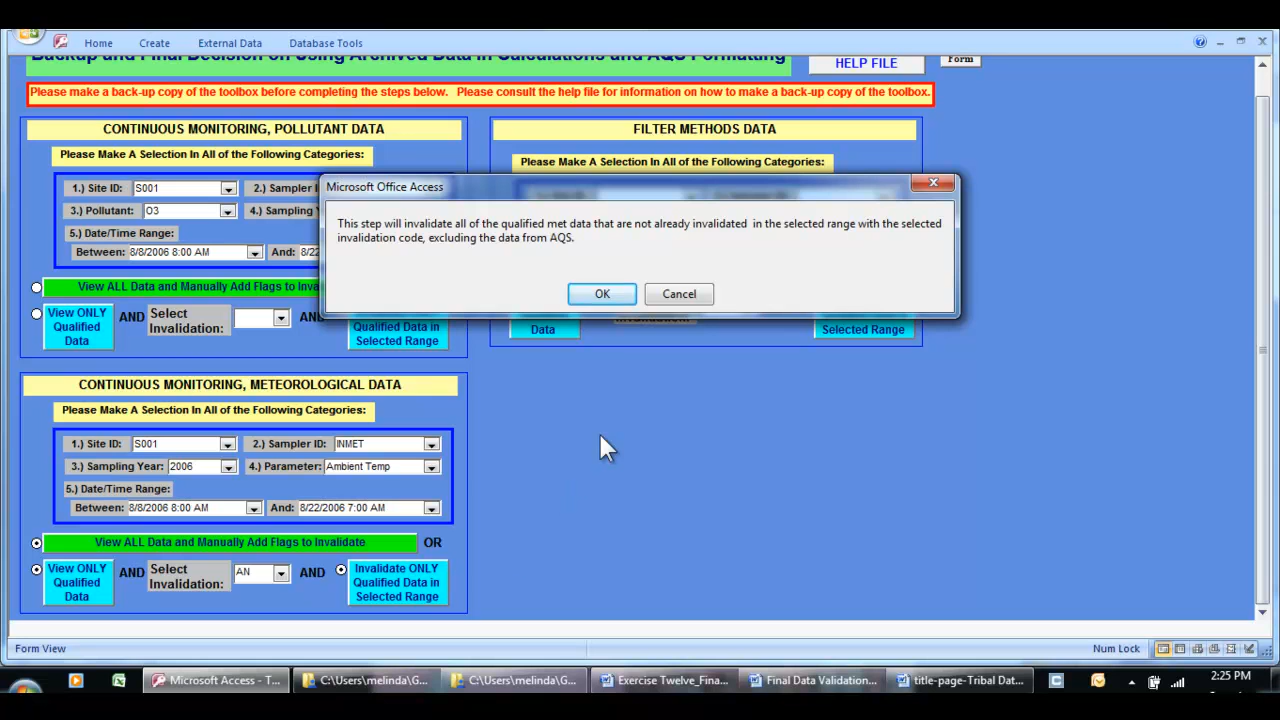 Home Create External Data Database Tools
Backup and Final Decision on Using Archived Data in Calculations and AQS Formatting
HELP FILE
Form
Please make a back-up copy of the toolbox before completing the steps below. Please consult the help file for information on how to make a back-up copy of the toolbox.
CONTINUOUS MONITORING, POLLUTANT DATA
Please Make A Selection In All of the Following Categories:
1.) Site ID: S001 2.) Sampler I
3.) Pollutant: O3 4.) Sampling Y
5.) Date/Time Range:
Between: 8/8/2006 8:00 AM And: 8/22
View ALL Data and Manually Add Flags to Inva
View ONLY
Qualified
Data
AND
Select
Invalidation:
AND
Qualified Data in
Selected Range
FILTER METHODS DATA
Please Make A Selection In All of the Following Categories:
Data
Selected Range
Microsoft Office Access
This step will invalidate all of the qualified met data that are not already invalidated in the selected range with the selected
invalidation code, excluding the data from AQS.
OK Cancel
CONTINUOUS MONITORING, METEOROLOGICAL DATA
Please Make A Selection In All of the Following Categories:
1.) Site ID: S001 2.) Sampler ID: INMET
3.) Sampling Year: 2006 4.) Parameter: Ambient Temp
5.) Date/Time Range:
Between: 8/8/2006 8:00 AM And: 8/22/2006 7:00 AM
View ALL Data and Manually Add Flags to Invalidate OR
View ONLY
Qualified
Data
AND
Select
Invalidation:
AN
AND
Invalidate ONLY
Qualified Data in
Selected Range
Form View Num Lock
Microsoft Access - T... C:\Users\melinda\G... C:\Users\melinda\G... Exercise Twelve_Fina... Final Data Validation... title-page-Tribal Dat... 2:25 PM